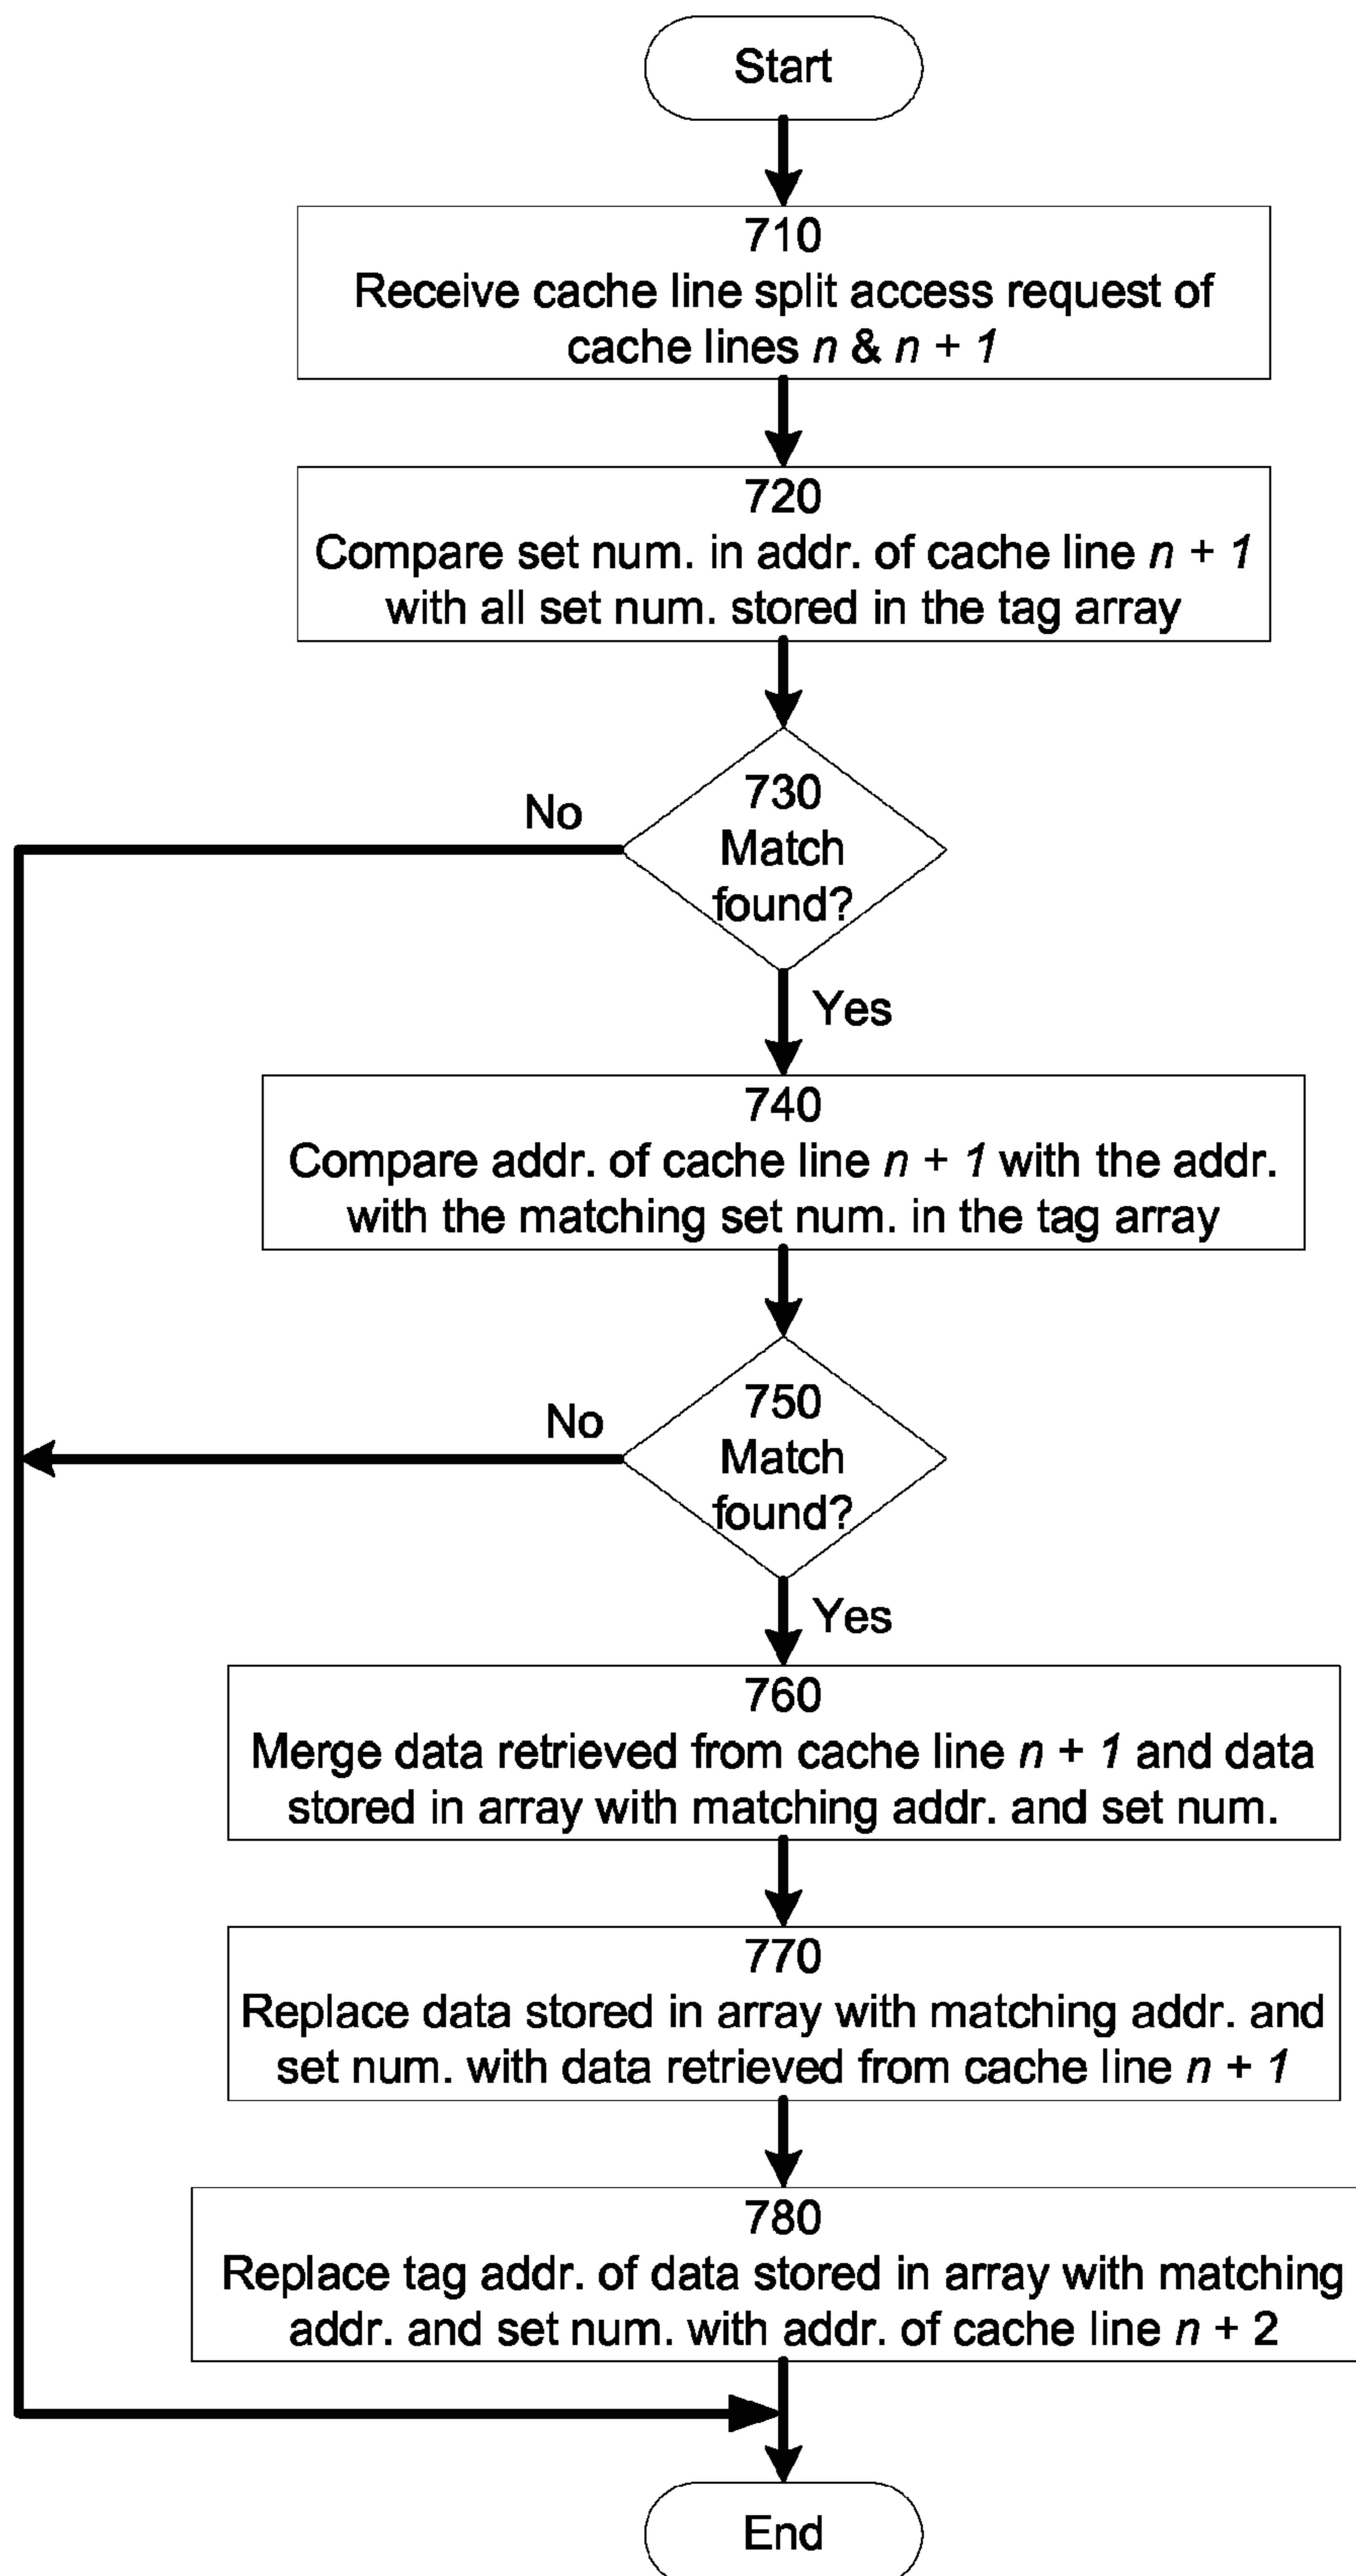 Start
710
Receive cache line split access request of
cache lines n & n + 1
720
Compare set num. in addr. of cache line n + 1
with all set num. stored in the tag array
730
Match
found?
No
Yes
740
Compare addr. of cache line n + 1 with the addr.
with the matching set num. in the tag array
750
Match
found?
No
Yes
760
Merge data retrieved from cache line n + 1 and data
stored in array with matching addr. and set num.
770
Replace data stored in array with matching addr. and
set num. with data retrieved from cache line n + 1
780
Replace tag addr. of data stored in array with matching
addr. and set num. with addr. of cache line n + 2
End